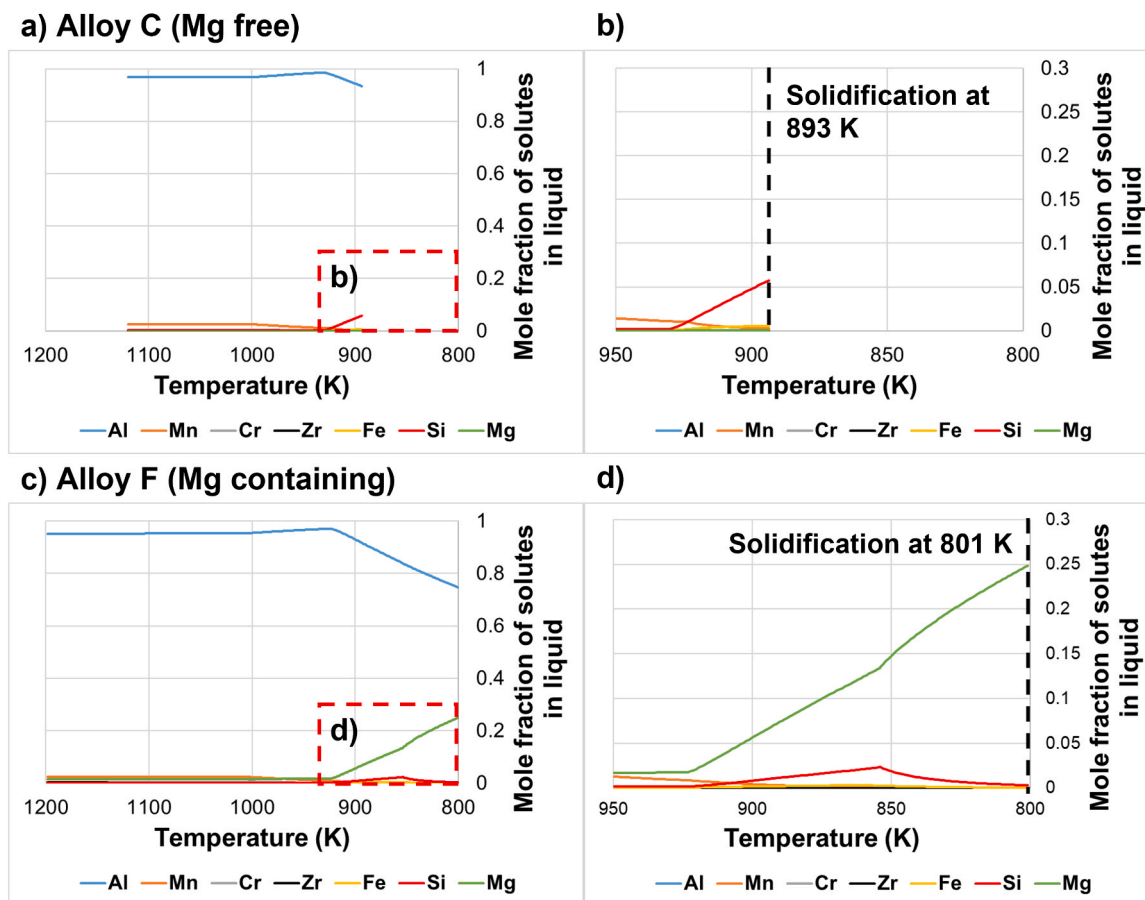 a) Alloy C (Mg free)
1
0.8
0.6
0.4
0.2
0
b)
1200
1100
1000
900
800
Temperature (K)
Mole fraction of solutes
in liquid
Al Mn Cr Zr Fe Si Mg
b)
Solidification at
893 K
0.3
0.25
0.2
0.15
0.1
0.05
0
950
900
850
800
Temperature (K)
Mole fraction of solutes
in liquid
Al Mn Cr Zr Fe Si Mg
c) Alloy F (Mg containing)
1
0.8
0.6
0.4
0.2
0
d)
1200
1100
1000
900
800
Temperature (K)
Mole fraction of solutes
in liquid
Al Mn Cr Zr Fe Si Mg
d)
Solidification at 801 K
0.3
0.25
0.2
0.15
0.1
0.05
0
950
900
850
800
Temperature (K)
Mole fraction of solutes
in liquid
Al Mn Cr Zr Fe Si Mg